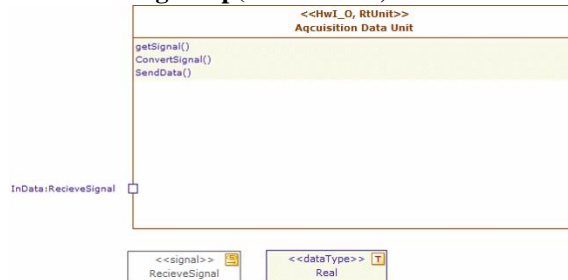 <<HwI_O, RtUnit>>
Aqcuisition Data Unit
getSignal()
ConvertSignal()
SendData()
InData:RecieveSignal
<<signal>>
RecieveSignal
<<dataType>> T
Real